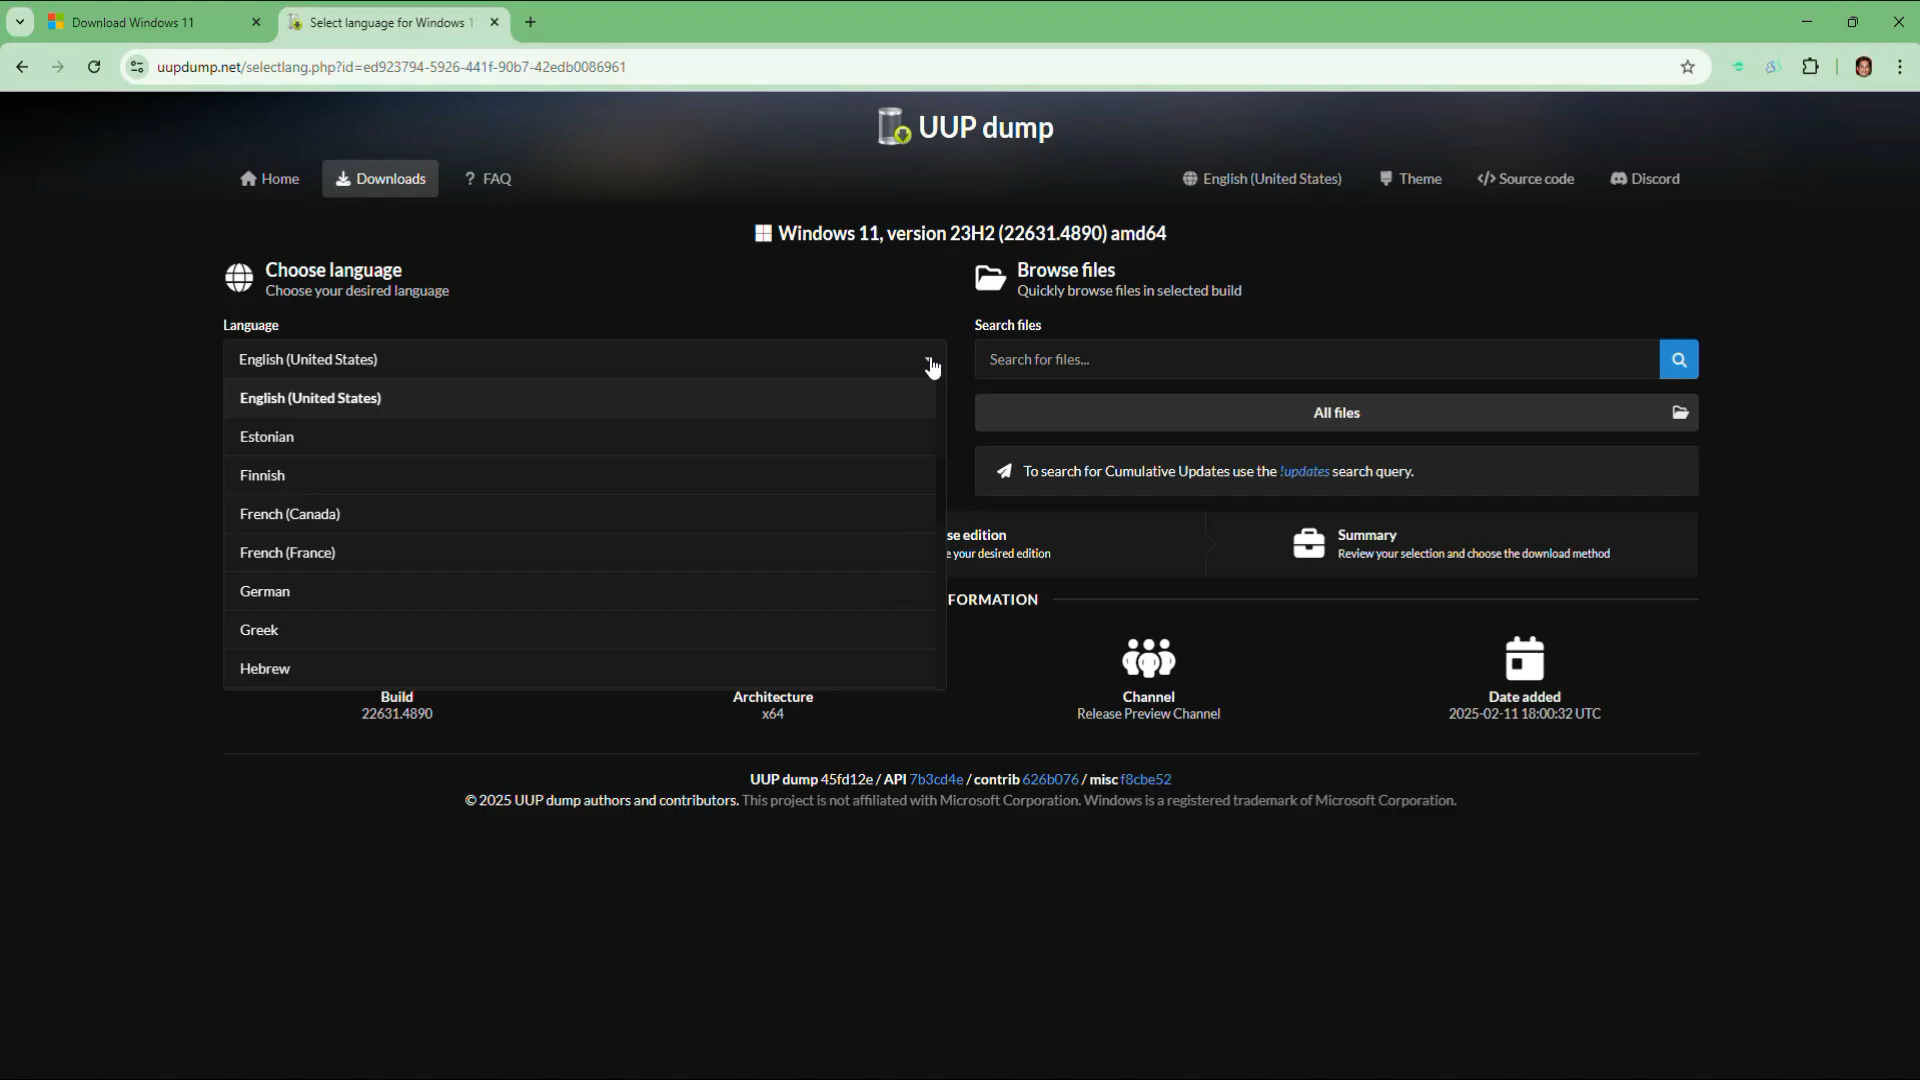 Download Windows 11
Select language for Windows 1
uupdump.net/selectlang.php?id=ed923794-5926-441f-90b7-42edb0086961
UUP dump
Home
Downloads
? FAQ
English (United States)
Theme
</> Source code
Discord
Windows 11, version 23H2 (22631.4890) amd64
Choose language
Choose your desired language
Browse files
Quickly browse files in selected build
Language
Search files
English (United States)
Search for files...
English (United States)
Estonian
Finnish
French (Canada)
French (France)
German
Greek
Hebrew
All files
To search for Cumulative Updates use the !updates search query.
se edition
e your desired edition
Summary
Review your selection and choose the download method
FORMATION
Build
22631.4890
Architecture
x64
Channel
Release Preview Channel
Date added
2025-02-11 18:00:32 UTC
UUP dump 45fd12e / API 7b3cd4e / contrib 626b076 / misc f8cbe52
© 2025 UUP dump authors and contributors. This project is not affiliated with Microsoft Corporation. Windows is a registered trademark of Microsoft Corporation.